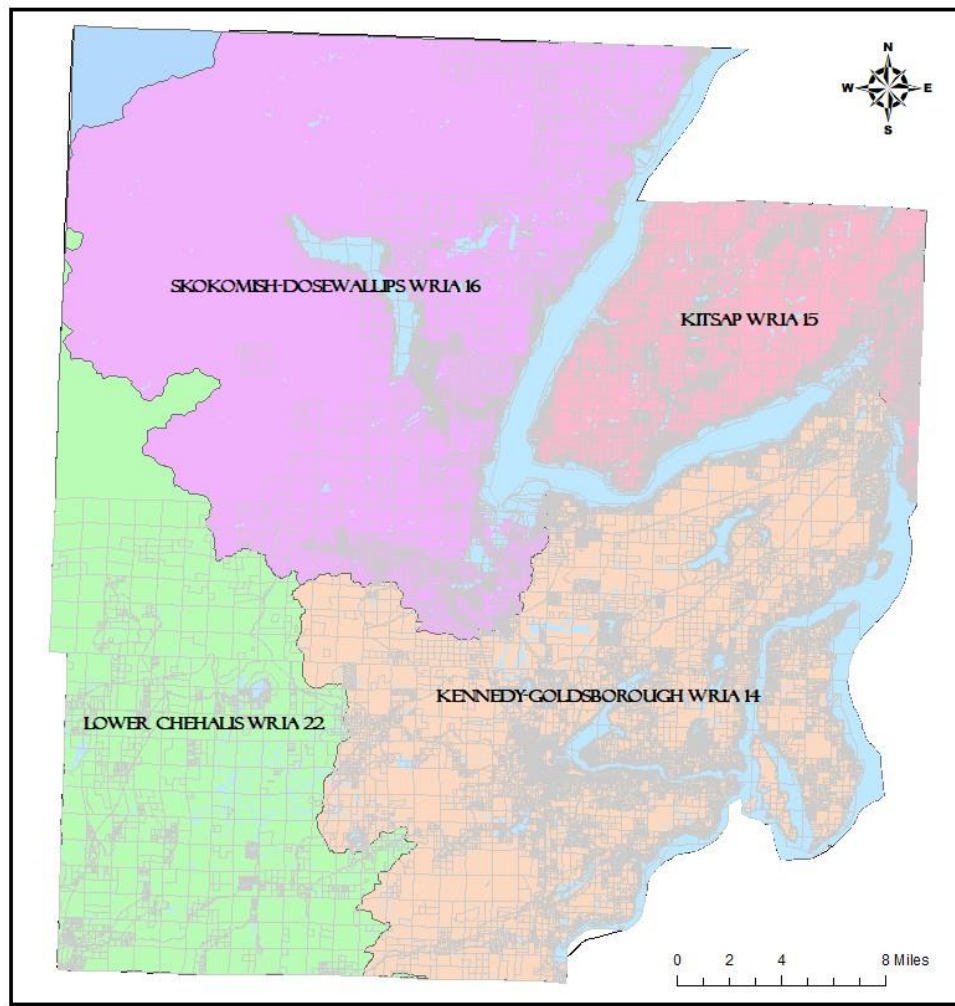 N
W E
S
SKOKOMISH-DOSEWALLIPS WRIA 16
KITSAP WRIA 15
KENNEDY-GOLDSBOROUGH WRIA 14
LOWER CHEHALIS WRIA 22
0 2 4 8 Miles